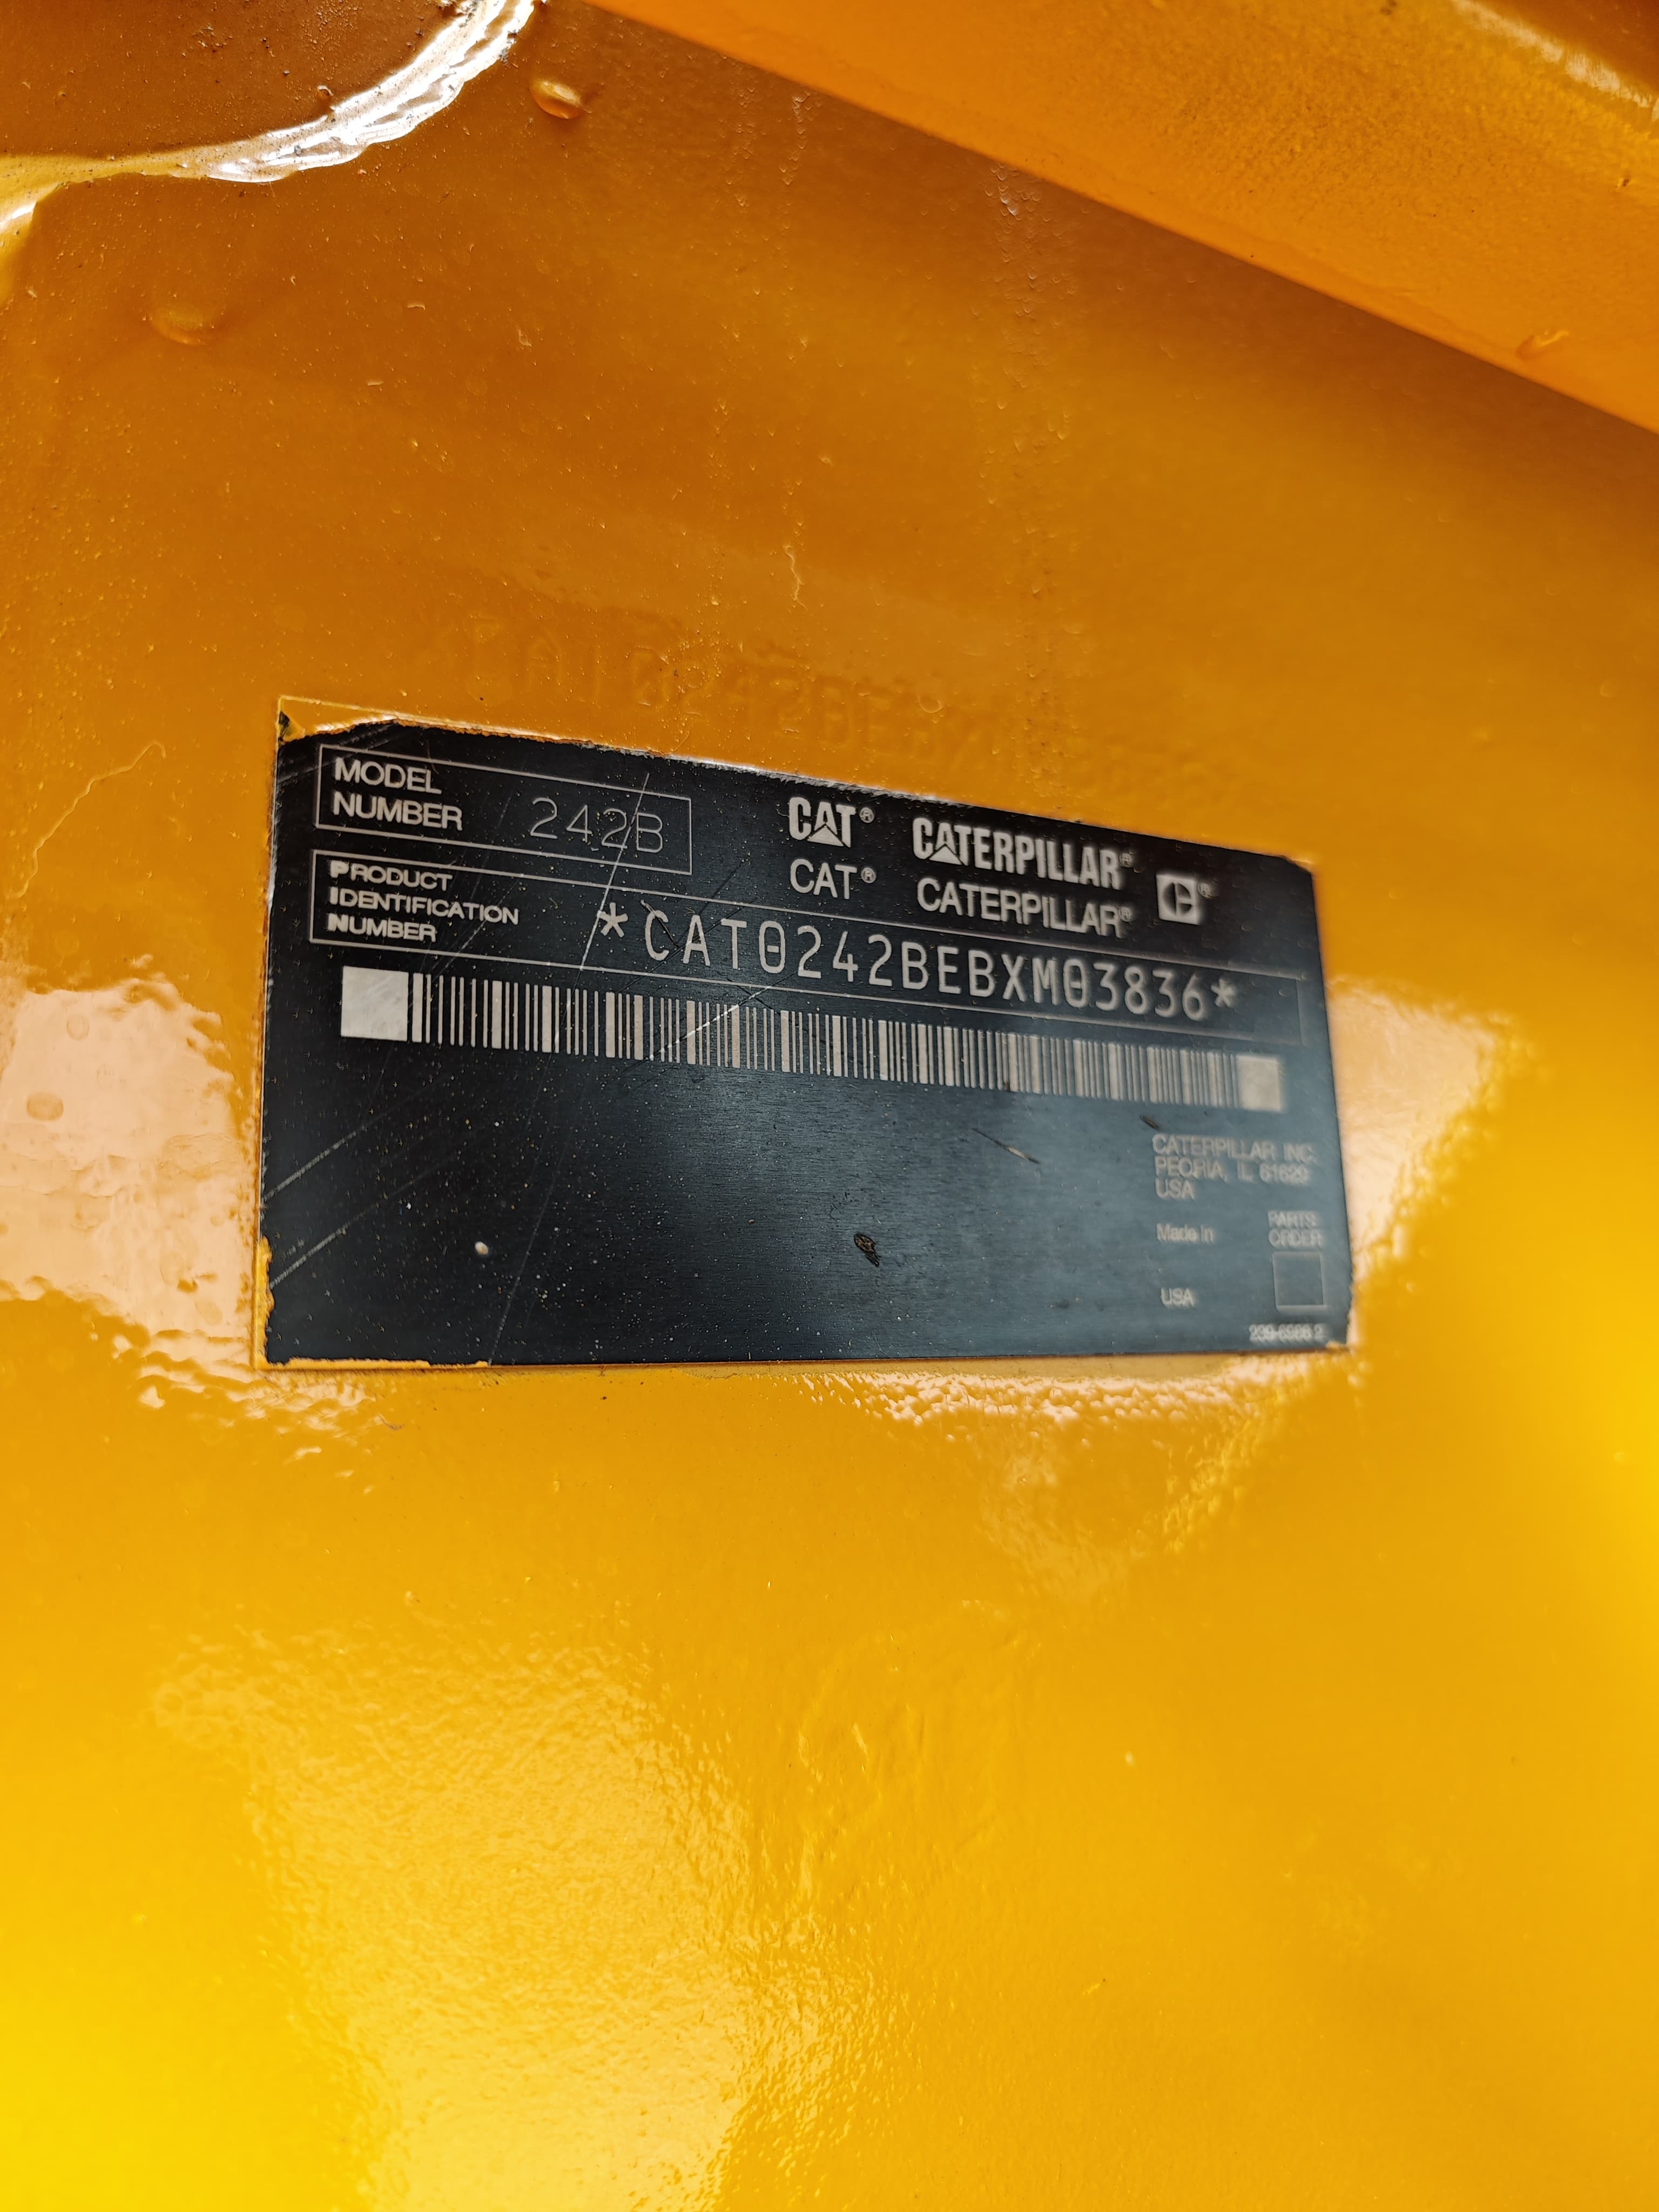 MODEL
NUMBER 242B
CAT® CATERPILLAR®
CAT® CATERPILLAR® ®
PRODUCT
IDENTIFICATION
NUMBER
*CAT0242BEBXM03836*
CATERPILLAR INC.
PEORIA, IL 61629
USA
Made in
PARTS
ORDER
USA